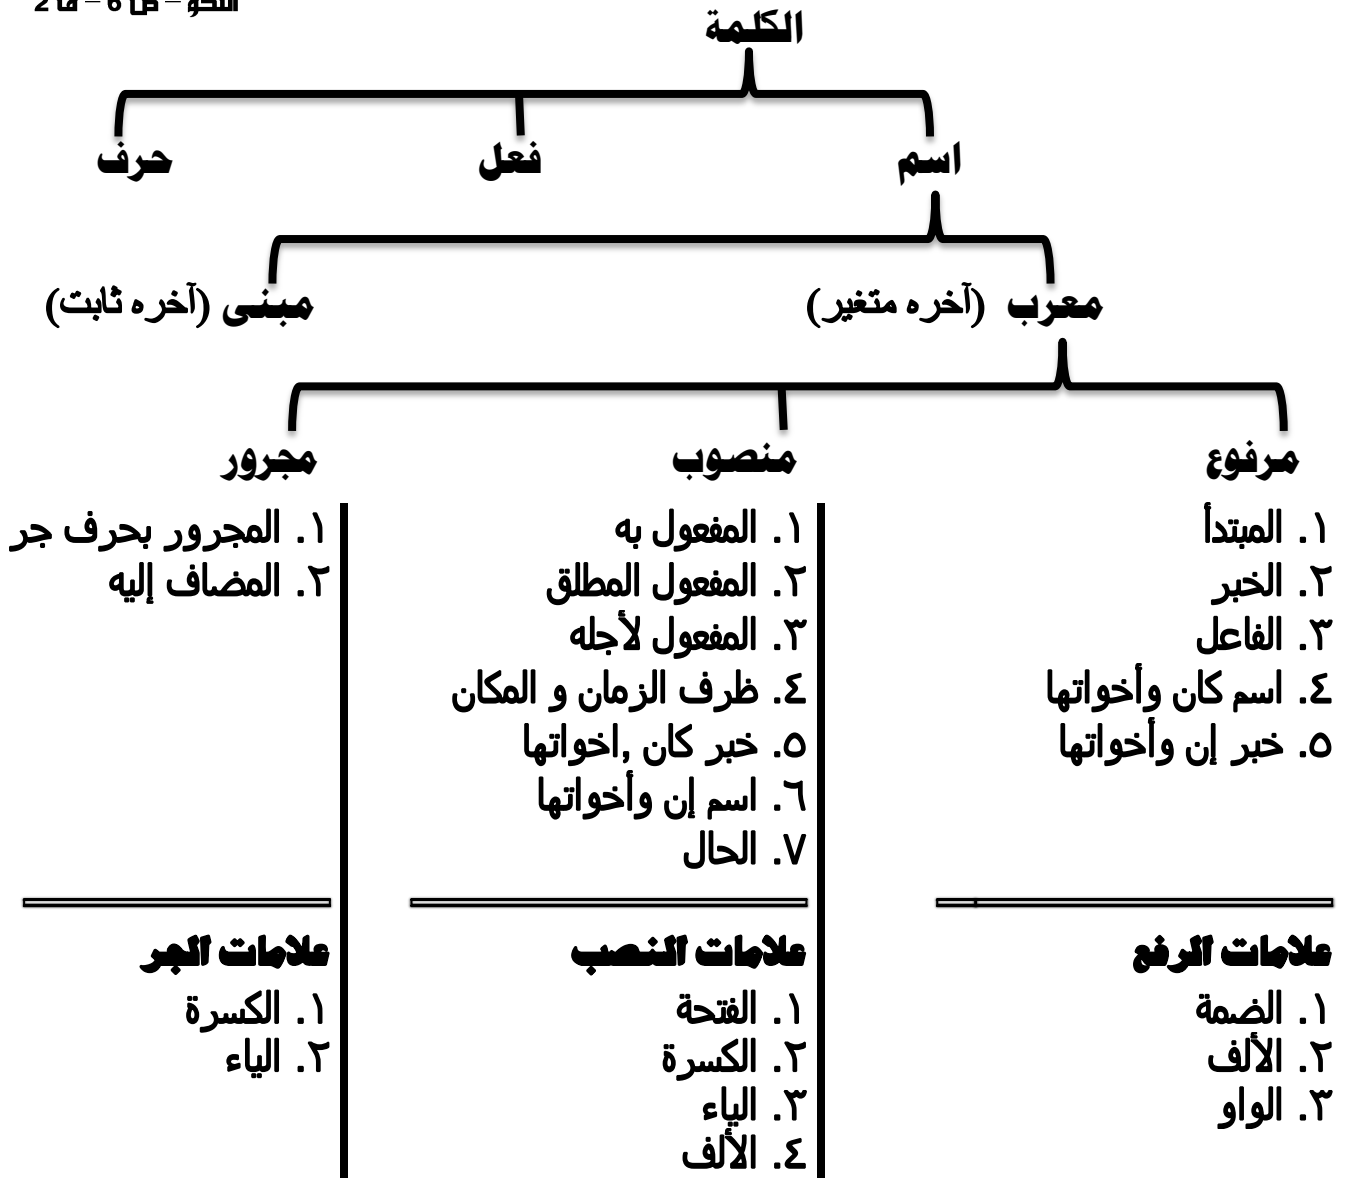 النحو – ص 6 – ف 2
الكلمة
اسم
فعل
حرف
معرب (آخره متغير)
مبنى (آخره ثابت)
مرفوع
١. المبتدأ
٢. الخبر
٣. الفاعل
٤. اسم كان وأخواتها
٥. خبر إن وأخواتها
علامات الرفع
١. الضمة
٢. الألف
٣. الواو
منصوب
١. المفعول به
٢. المفعول المطلق
٣. المفعول لأجله
٤. ظرف الزمان و المكان
٥. خبر كان ,اخواتها
٦. اسم إن وأخواتها
٧. الحال
علامات النصب
١. الفتحة
٢. الكسرة
٣. الياء
٤. الألف
مجرور
١. المجرور بحرف جر
٢. المضاف إليه
علامات الجر
١. الكسرة
٢. الياء